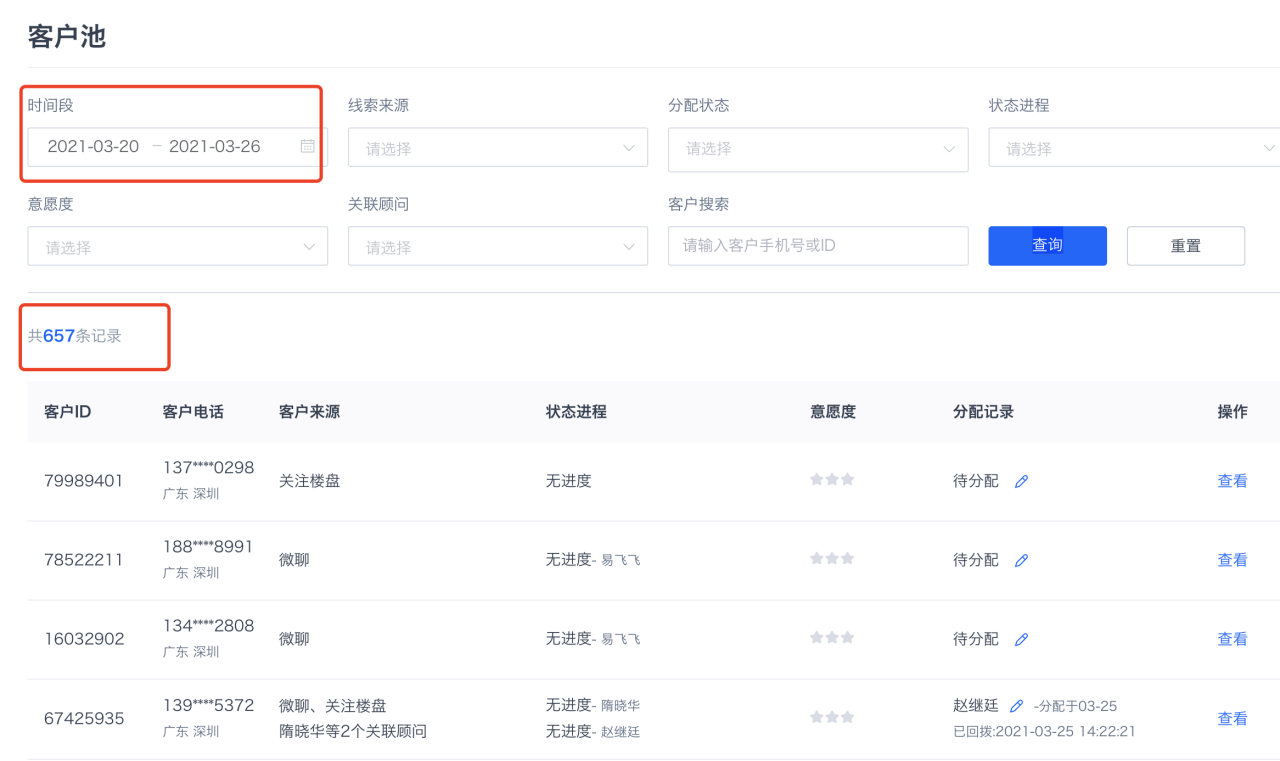 客户池
时间段 线索来源 分配状态 状态进程
2021-03-20 – 2021-03-26 请选择 请选择 请选择
意愿度 关联顾问 客户搜索
请选择 请选择 请输入客户手机号或ID 查询 重置
共657条记录
客户ID 客户电话 客户来源 状态进程 意愿度 分配记录 操作
79989401 137****0298 关注楼盘 无进度 待分配 查看
广东 深圳
78522211 188****8991 微聊 无进度- 易飞飞 待分配 查看
广东 深圳
16032902 134****2808 微聊 无进度- 易飞飞 待分配 查看
广东 深圳
67425935 139****5372 微聊、关注楼盘 无进度- 隋晓华 赵继廷 -分配于03-25 查看
广东 深圳 隋晓华等2个关联顾问 无进度- 赵继廷 已回拨:2021-03-25 14:22:21